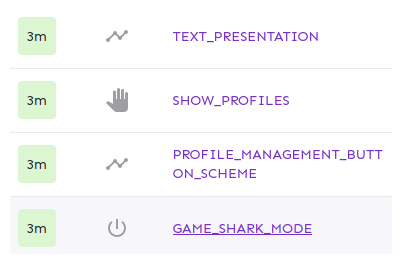 3m TEXT_PRESENTATION
3m SHOW_PROFILES
3m PROFILE_MANAGEMENT_BUTT
ON_SCHEME
3m GAME_SHARK_MODE